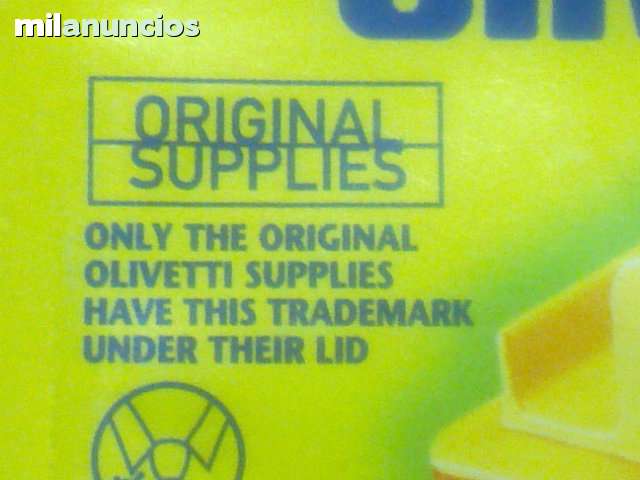 milanuncios
ORIGINAL
SUPPLIES
ONLY THE ORIGINAL
OLIVETTI SUPPLIES
HAVE THIS TRADEMARK
UNDER THEIR LID